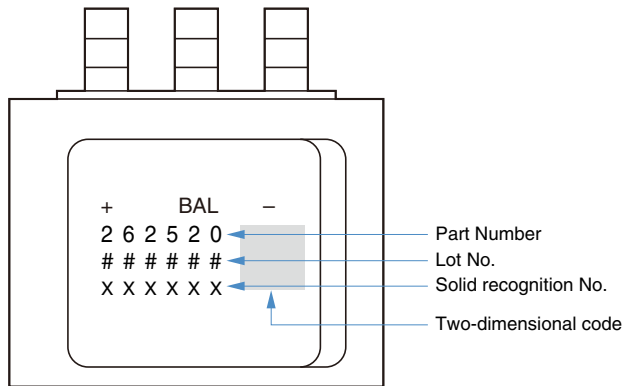 + BAL –
2 6 2 5 2 0
# # # # # #
x x x x x x
Part Number
Lot No.
Solid recognition No.
Two-dimensional code